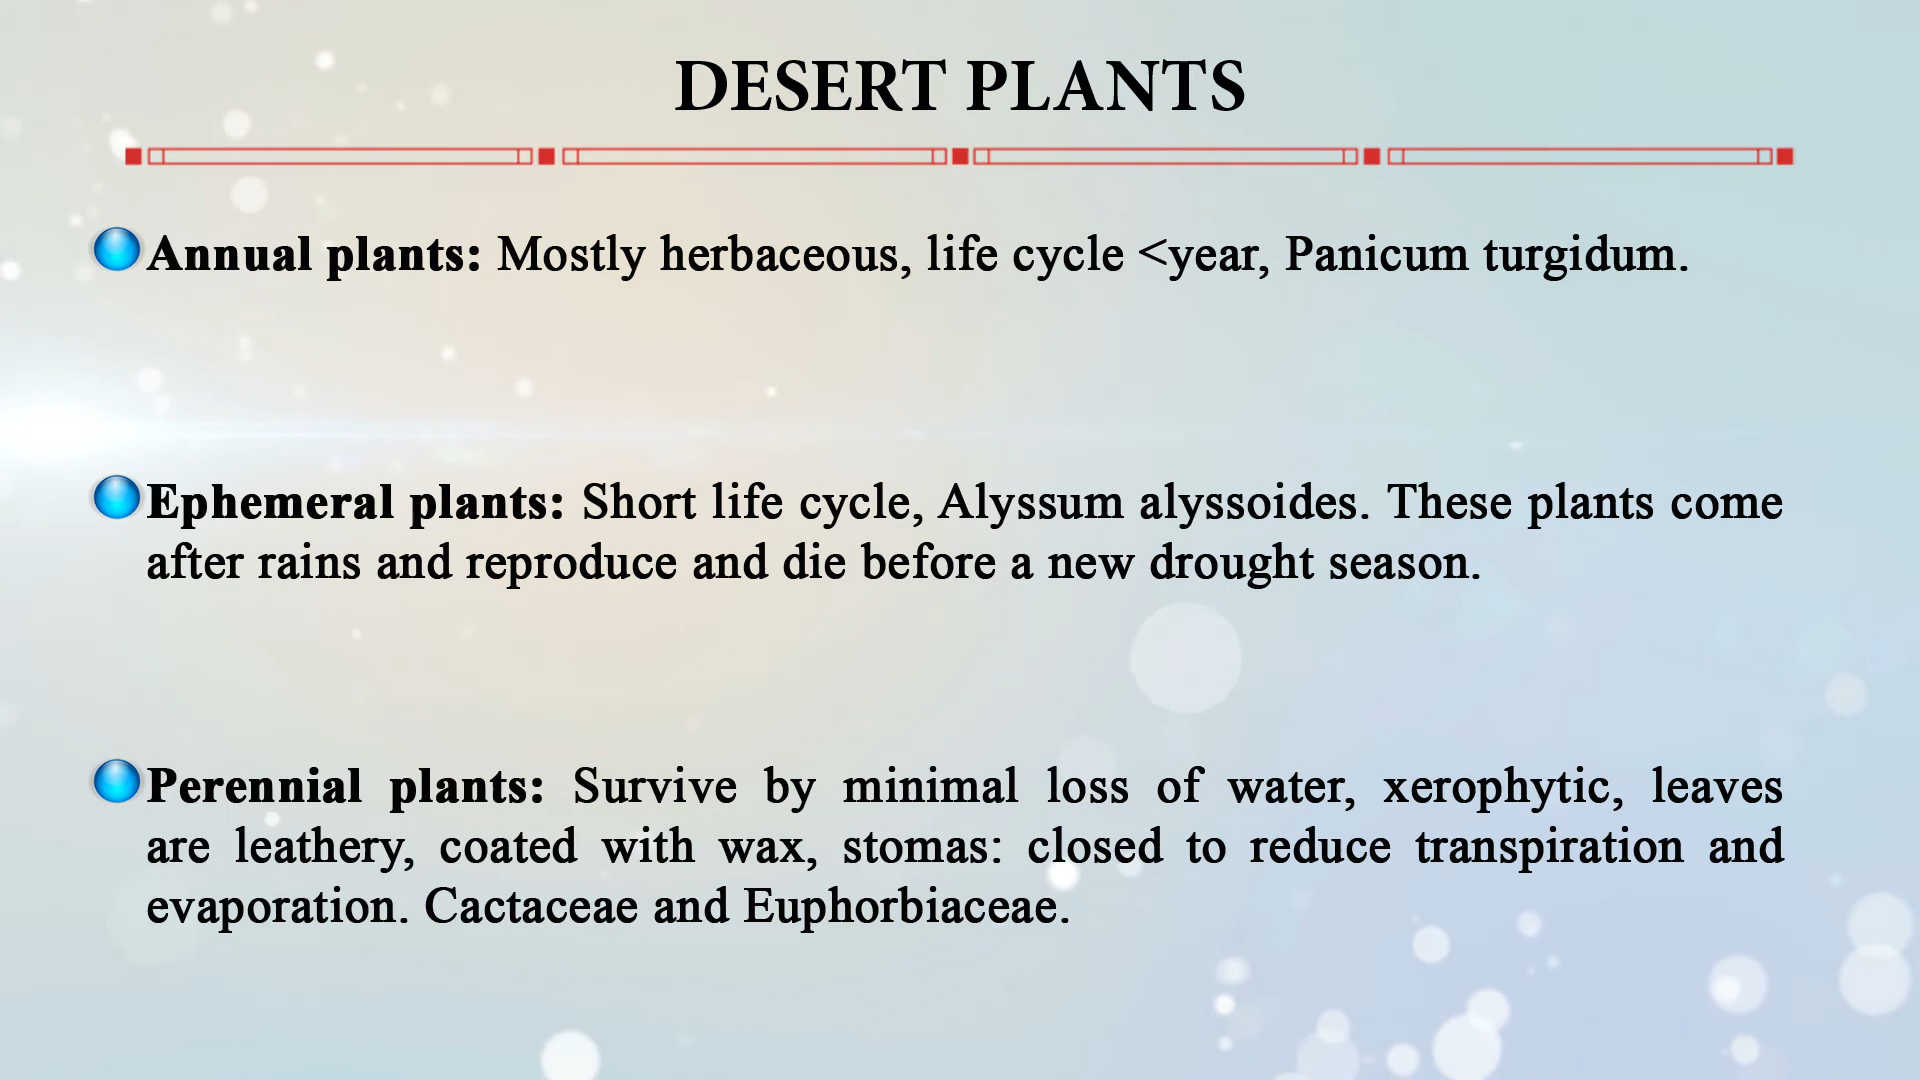 DESERT PLANTS
Annual plants: Mostly herbaceous, life cycle <year, Panicum turgidum.
Ephemeral plants: Short life cycle, Alyssum alyssoides. These plants come
after rains and reproduce and die before a new drought season.
Perennial plants: Survive by minimal loss of water, xerophytic, leaves
are leathery, coated with wax, stomas: closed to reduce transpiration and
evaporation. Cactaceae and Euphorbiaceae.